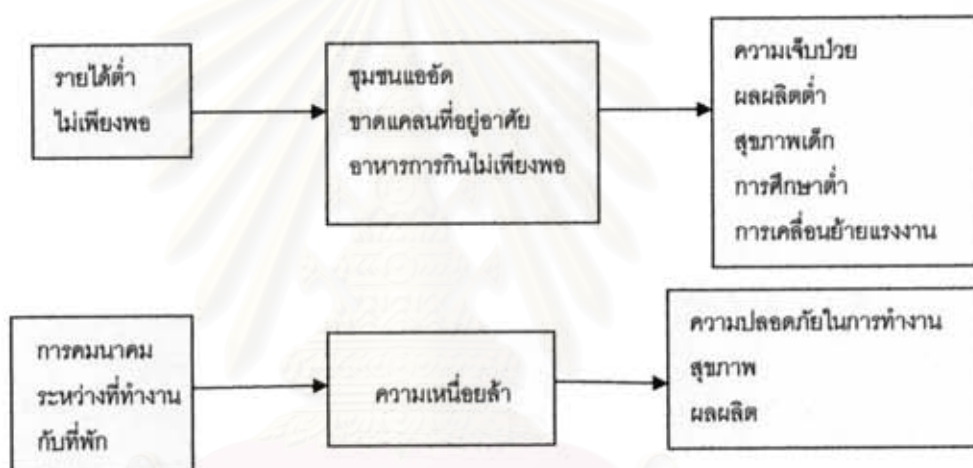 รายได้ต่ำ
ไม่เพียงพอ
ชุมชนแออัด
ขาดแคลนที่อยู่อาศัย
อาหารการกินไม่เพียงพอ
ความเจ็บป่วย
ผลผลิตต่ำ
สุขภาพเด็ก
การศึกษาต่ำ
การเคลื่อนย้ายแรงงาน
การคมนาคม
ระหว่างที่ทำงาน
กับที่พัก
ความเหนื่อยล้า
ความปลอดภัยในการทำงาน
สุขภาพ
ผลผลิต